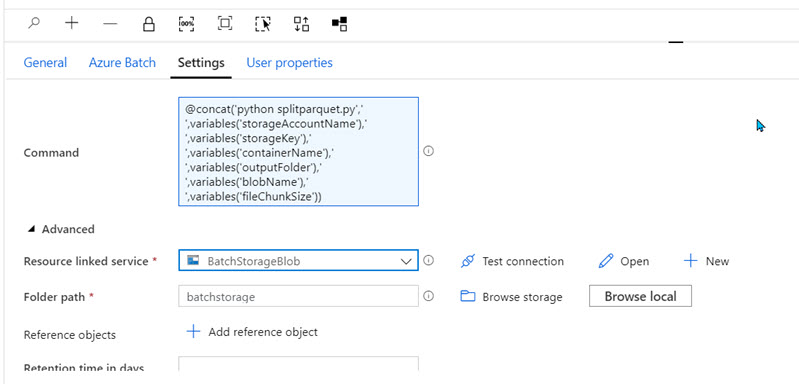 100%
General Azure Batch Settings User properties
@concat('python splitparquet.py','
',variables('storageAccountName'),'
',variables('storageKey'),'
',variables('containerName'),'
',variables('outputFolder'),'
',variables('blobName'),'
',variables('fileChunkSize'))
Command
Advanced
Resource linked service * BatchStorageBlob Test connection Open New
Folder path * batchstorage Browse storage Browse local
Reference objects Add reference object
Retention time in days